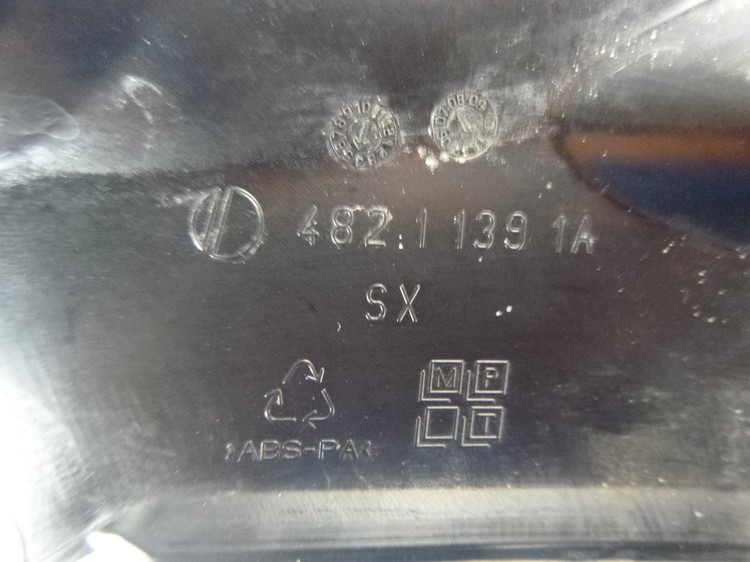 482.1 139 1A
SX
M P
T
>ABS-PA<